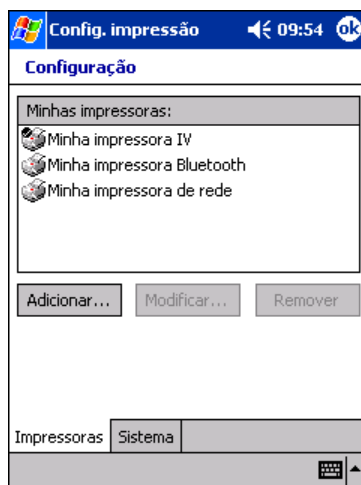 Config. impressão 09:54 ok
Configuração
Minhas impressoras:
Minha impressora IV
Minha impressora Bluetooth
Minha impressora de rede
Adicionar... Modificar... Remover
Impressoras Sistema